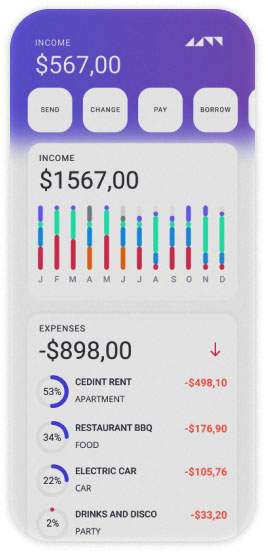 INCOME
$567,00
SEND CHANGE PAY BORROW
INCOME
$1567,00
J F M A M J J A S O N D
EXPENSES
-$898,00
53% CEDINT RENT -$498,10
APARTMENT
34% RESTAURANT BBQ -$176,90
FOOD
22% ELECTRIC CAR -$105,76
CAR
2% DRINKS AND DISCO -$33,20
PARTY